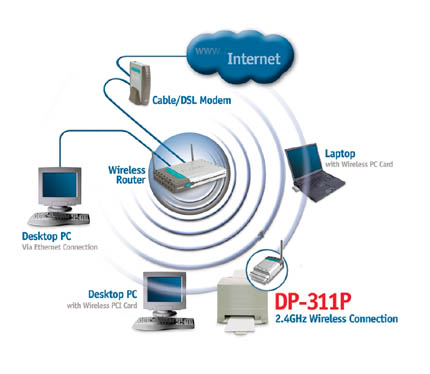 www Internet
Cable/DSL Modem
Wireless
Router
Laptop
with Wireless PC Card
Desktop PC
Via Ethernet Connection
Desktop PC
with Wireless PCI Card
DP-311P
2.4GHz Wireless Connection